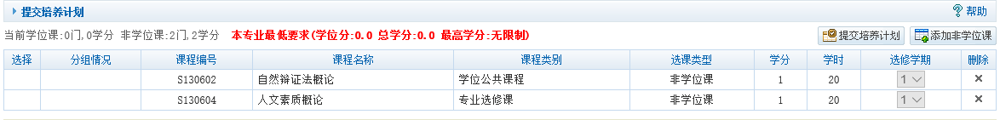 提交培养计划 帮助
当前学位课:0门,0学分 非学位课:2门,2学分 本专业最低要求(学位分:0.0 总学分:0.0 最高学分:无限制) 提交培养计划 添加非学位课
选择 分组情况 课程编号 课程名称 课程类别 选课类型 学分 学时 选修学期 删除
S130602 自然辩证法概论 学位公共课程 非学位课 1 20 1
S130604 人文素质概论 专业选修课 非学位课 1 20 1